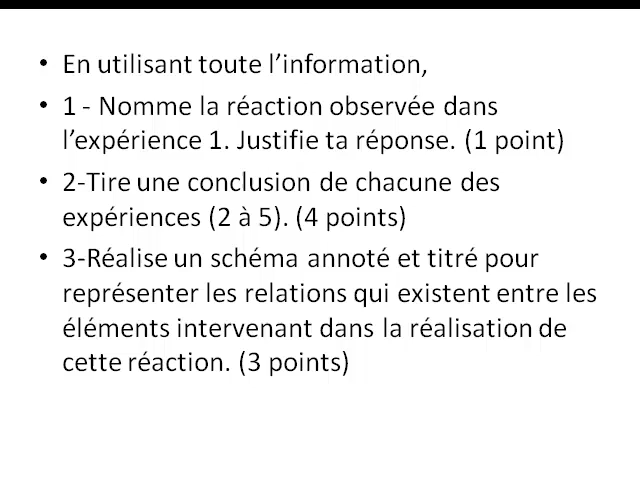 • En utilisant toute l’information,
• 1 - Nomme la réaction observée dans
l’expérience 1. Justifie ta réponse. (1 point)
• 2-Tire une conclusion de chacune des
expériences (2 à 5). (4 points)
• 3-Réalise un schéma annoté et titré pour
représenter les relations qui existent entre les
éléments intervenant dans la réalisation de
cette réaction. (3 points)